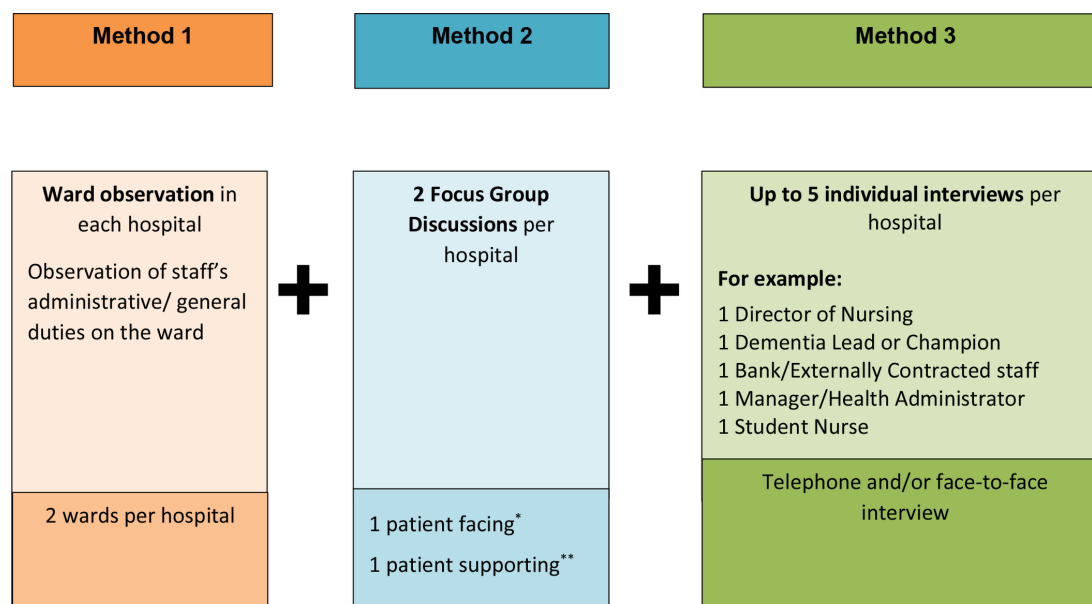 Method 1
Method 2
Method 3
Ward observation in
each hospital
Observation of staff’s
administrative/ general
duties on the ward
2 wards per hospital
2 Focus Group
Discussions per
hospital
1 patient facing*
1 patient supporting**
Up to 5 individual interviews per
hospital
For example:
1 Director of Nursing
1 Dementia Lead or Champion
1 Bank/Externally Contracted staff
1 Manager/Health Administrator
1 Student Nurse
Telephone and/or face-to-face
interview